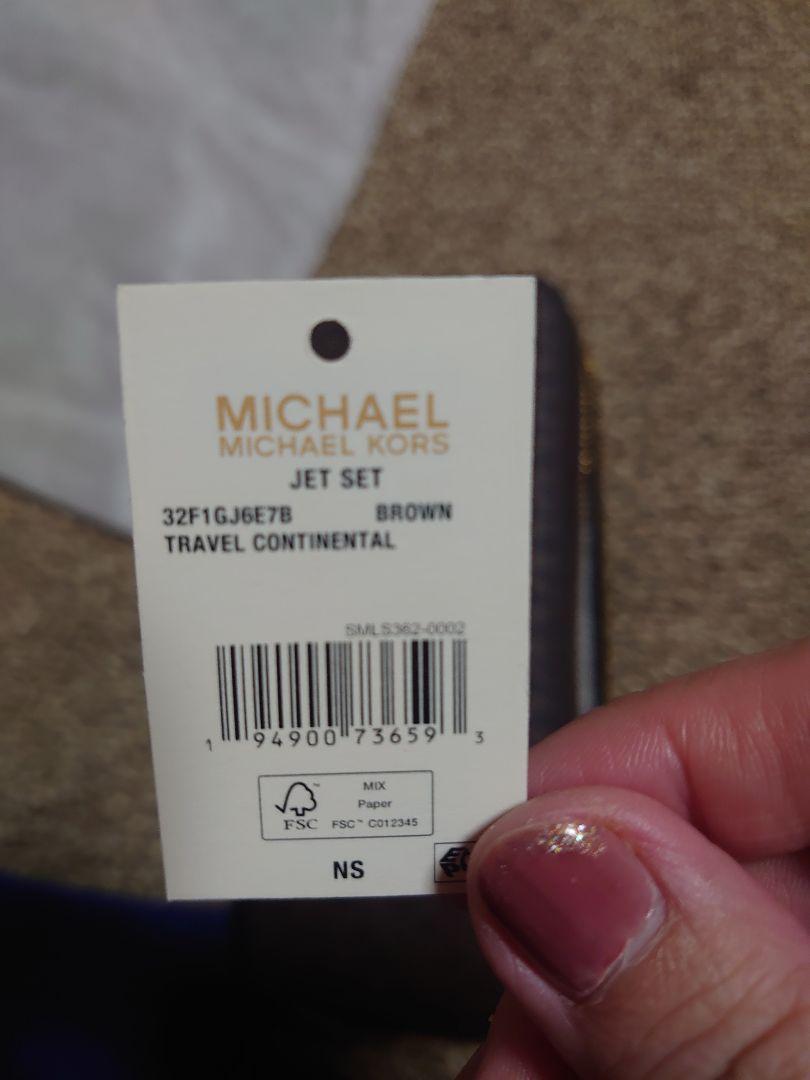 MICHAEL
MICHAEL KORS
JET SET
32F1GJ6E7B BROWN
TRAVEL CONTINENTAL
SMLS362-0002
1 94900 73659 3
MIX
Paper
FSC™ FSC™ C012345
NS